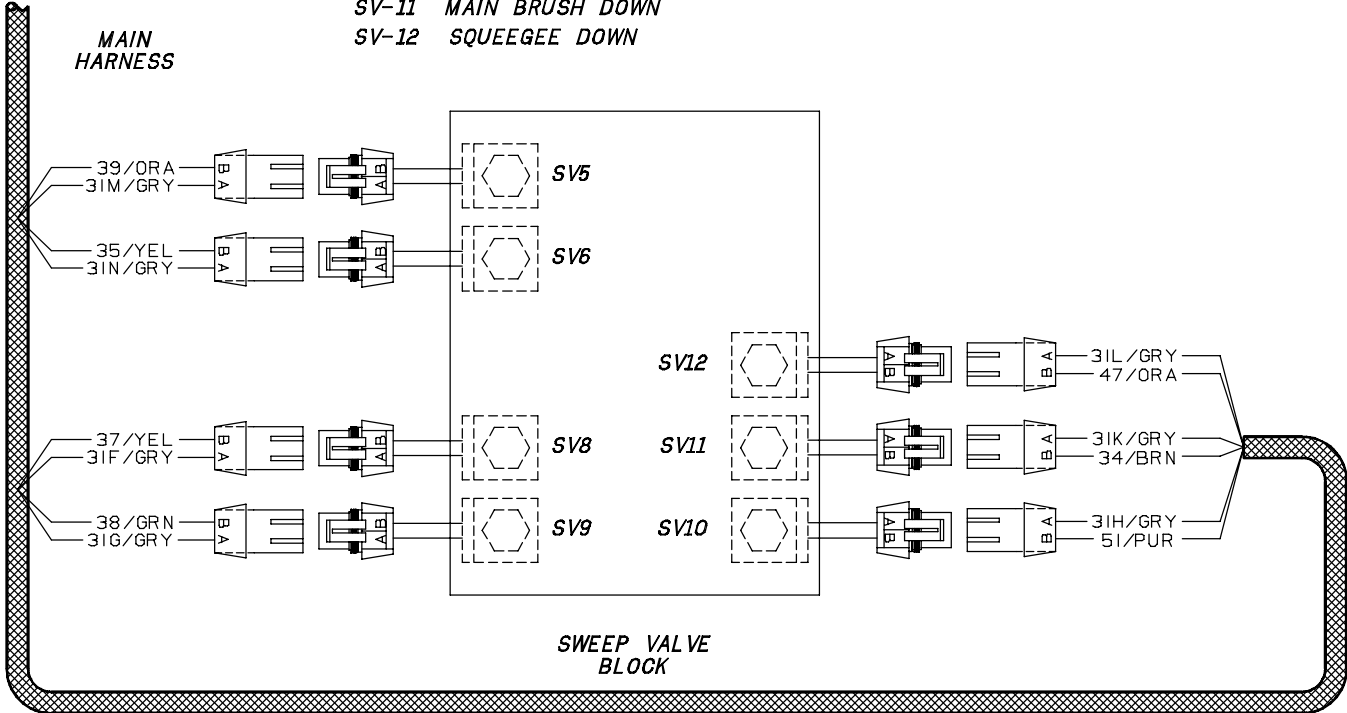 SV-11 MAIN BRUSH DOWN
SV-12 SQUEEGEE DOWN
MAIN
HARNESS
39/ORA
31M/GRY
B
A
B
A
SV5
35/YEL
31N/GRY
B
A
B
A
SV6
SV12
A
B
A
B
31L/GRY
47/ORA
37/YEL
31F/GRY
B
A
B
A
SV8
SV11
A
B
A
B
31K/GRY
34/BRN
38/GRN
31G/GRY
B
A
B
A
SV9
SV10
A
B
A
B
31H/GRY
51/PUR
SWEEP VALVE
BLOCK